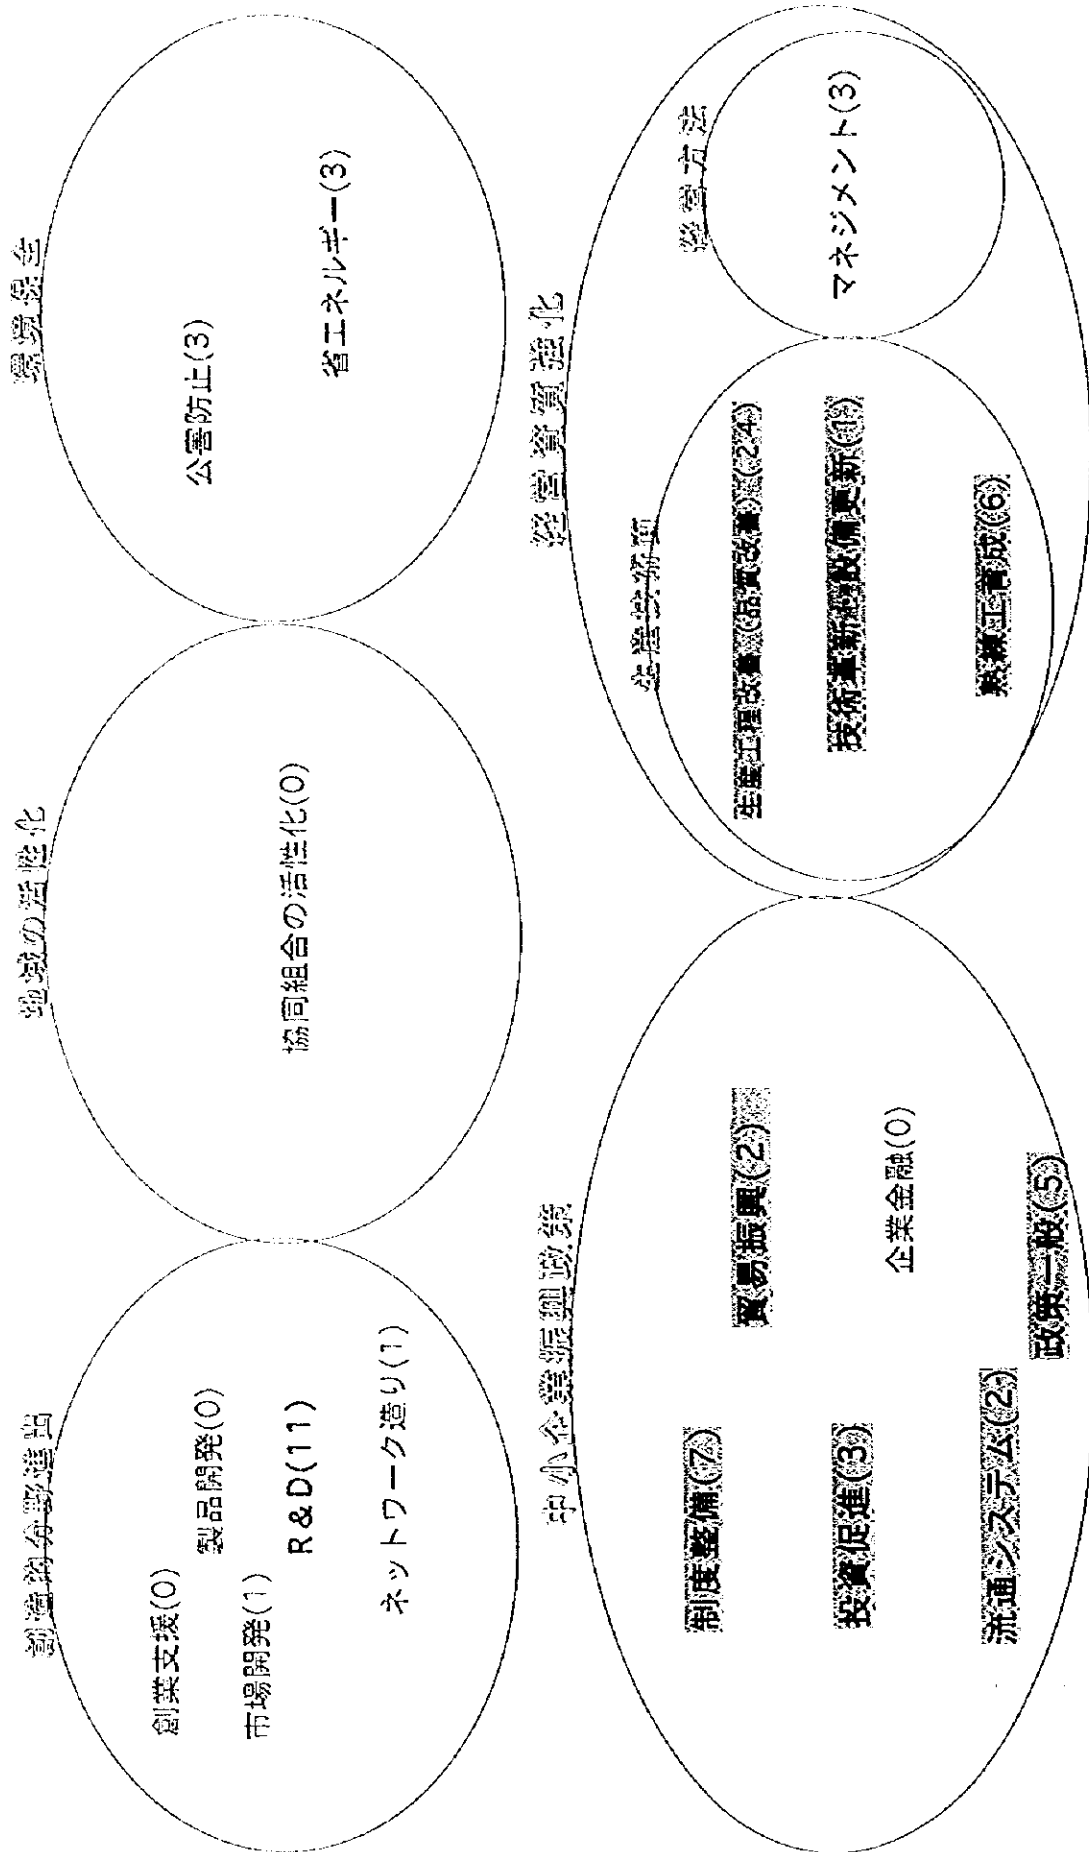 創造的分野進出
創業支援(0)
製品開発(0)
市場開発(1)
R&D(11)
ネットワーク造り(1)
地域の活性化
協同組合の活性化(0)
環境保全
公害防止(3)
省エネルギー(3)
中小企業振興政策
制度整備(7)
貿易振興(2)
投資促進(3)
企業金融(0)
流通システム(2)
政策一般(5)
経営資質強化
生産技術面
生産工程改善(品質改善)(24)
技術革新・設備更新(1)
熟練工育成(6)
経営方法
マネジメント(3)